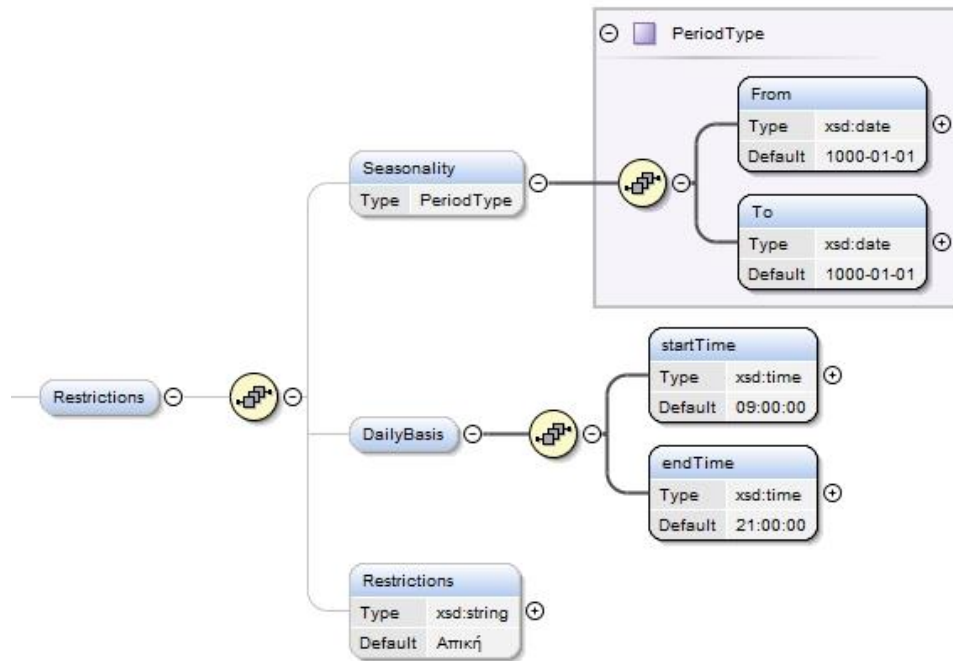 PeriodType
From
Type xsd:date
Default 1000-01-01
To
Type xsd:date
Default 1000-01-01
Seasonality
Type PeriodType
startTime
Type xsd:time
Default 09:00:00
Restrictions
DailyBasis
endTime
Type xsd:time
Default 21:00:00
Restrictions
Type xsd:string
Default Απική